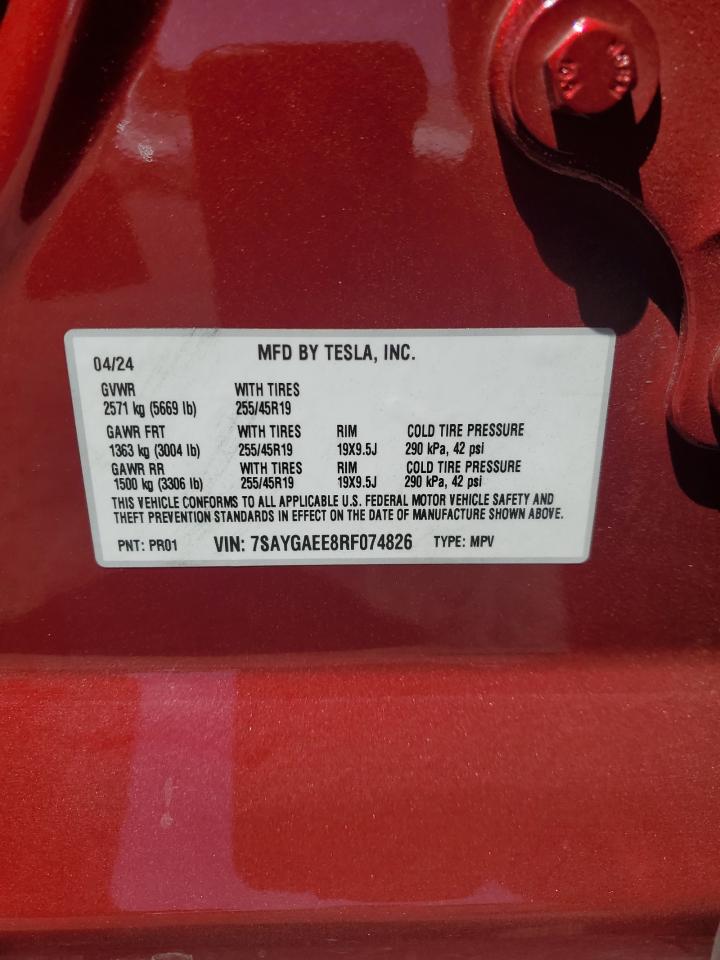 04/24 MFD BY TESLA, INC.
GVWR WITH TIRES
2571 kg (5669 lb) 255/45R19
GAWR FRT WITH TIRES RIM COLD TIRE PRESSURE
1363 kg (3004 lb) 255/45R19 19X9.5J 290 kPa, 42 psi
GAWR RR WITH TIRES RIM COLD TIRE PRESSURE
1500 kg (3306 lb) 255/45R19 19X9.5J 290 kPa, 42 psi
THIS VEHICLE CONFORMS TO ALL APPLICABLE U.S. FEDERAL MOTOR VEHICLE SAFETY AND
THEFT PREVENTION STANDARDS IN EFFECT ON THE DATE OF MANUFACTURE SHOWN ABOVE.
PNT: PR01 VIN: 7SAYGAEE8RF074826 TYPE: MPV